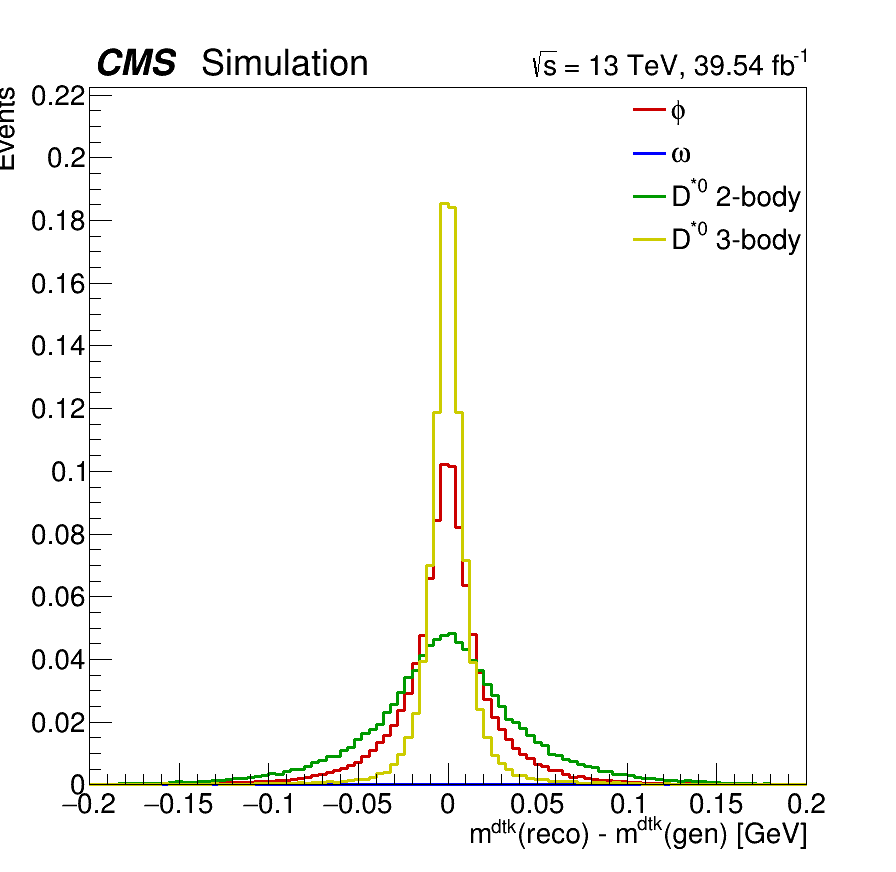 CMS Simulation
√s = 13 TeV, 39.54 fb⁻¹
Events
0.22
0.2
0.18
0.16
0.14
0.12
0.1
0.08
0.06
0.04
0.02
0
ϕ
ω
D*⁰ 2-body
D*⁰ 3-body
−0.2 −0.15 −0.1 −0.05 0 0.05 0.1 0.15 0.2
m^dtk(reco) - m^dtk(gen) [GeV]